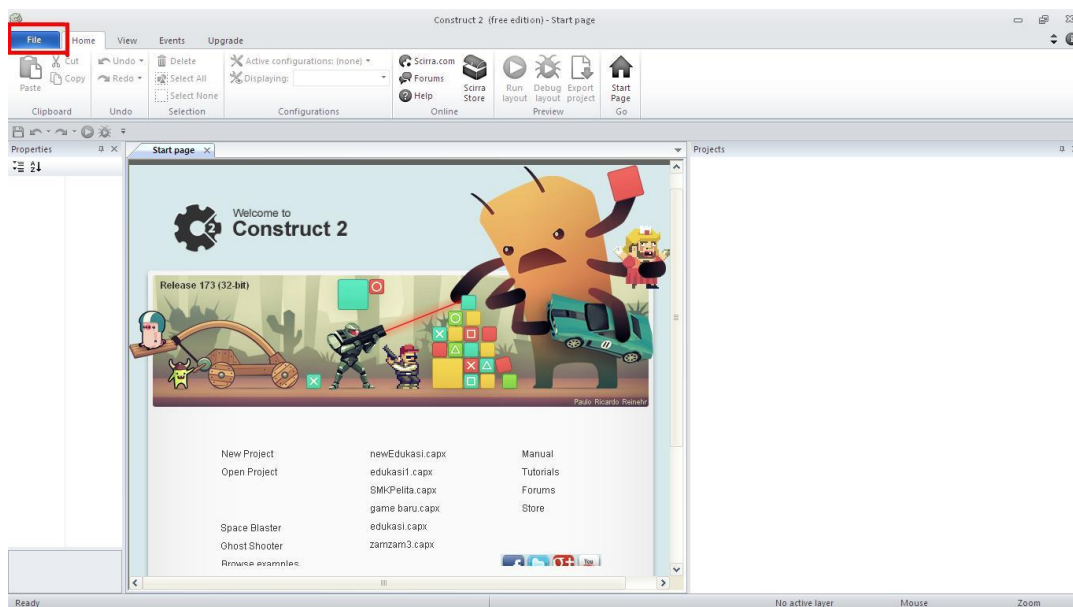 Construct 2 (free edition) - Start page
File Home View Events Upgrade
Paste
Cut
Copy
Clipboard
Undo
Redo
Undo
Delete
Select All
Select None
Selection
Active configurations: (none)
Displaying:
Configurations
Scirra.com
Forums
Help
Scirra Store
Online
Run layout
Debug layout
Export project
Preview
Start Page
Go
Properties
Start page
Projects
Welcome to
Construct 2
Release 173 (32-bit)
Paulo Ricardo Reinehr
New Project
Open Project
Space Blaster
Ghost Shooter
Browse examples
newEdukasi.capx
edukasi1.capx
SMKPelita.capx
game baru.capx
edukasi.capx
zamzam3.capx
Manual
Tutorials
Forums
Store
Ready
No active layer
Mouse
Zoom